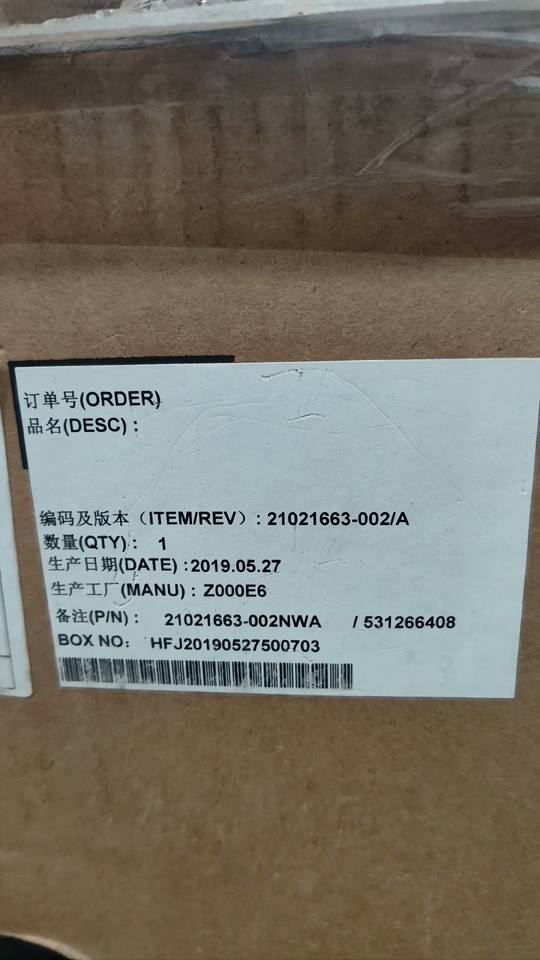 订单号(ORDER)
品名(DESC) :
编码及版本（ITEM/REV）: 21021663-002/A
数量(QTY) : 1
生产日期(DATE) :2019.05.27
生产工厂(MANU) : Z000E6
备注(P/N) : 21021663-002NWA / 531266408
BOX NO： HFJ20190527500703